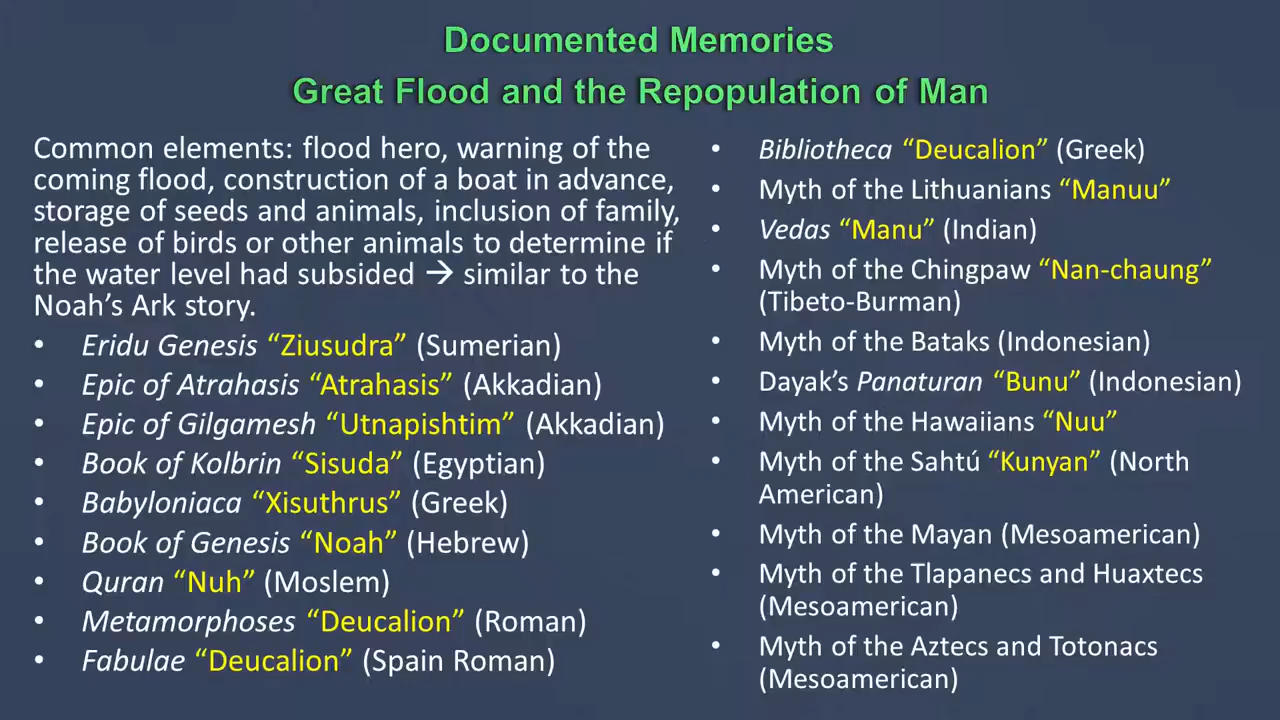 Documented Memories
Great Flood and the Repopulation of Man
Common elements: flood hero, warning of the
coming flood, construction of a boat in advance,
storage of seeds and animals, inclusion of family,
release of birds or other animals to determine if
the water level had subsided → similar to the
Noah’s Ark story.
• Eridu Genesis “Ziusudra” (Sumerian)
• Epic of Atrahasis “Atrahasis” (Akkadian)
• Epic of Gilgamesh “Utnapishtim” (Akkadian)
• Book of Kolbrin “Sisuda” (Egyptian)
• Babyloniaca “Xisuthrus” (Greek)
• Book of Genesis “Noah” (Hebrew)
• Quran “Nuh” (Moslem)
• Metamorphoses “Deucalion” (Roman)
• Fabulae “Deucalion” (Spain Roman)
• Bibliotheca “Deucalion” (Greek)
• Myth of the Lithuanians “Manuu”
• Vedas “Manu” (Indian)
• Myth of the Chingpaw “Nan-chaung”
(Tibeto-Burman)
• Myth of the Bataks (Indonesian)
• Dayak’s Panaturan “Bunu” (Indonesian)
• Myth of the Hawaiians “Nuu”
• Myth of the Sahtú “Kunyan” (North
American)
• Myth of the Mayan (Mesoamerican)
• Myth of the Tlapanecs and Huaxtecs
(Mesoamerican)
• Myth of the Aztecs and Totonacs
(Mesoamerican)